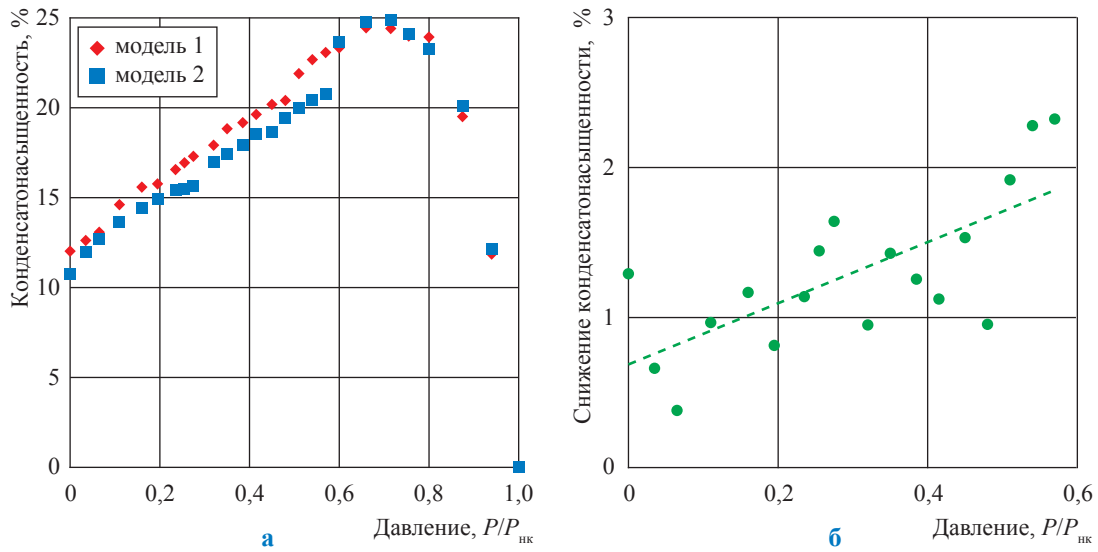 Конденсатонасыщенность, %
25
20
15
10
5
0
модель 1
модель 2
0
0,2
0,4
0,6
0,8
1,0
Давление, P/Pнк
а
Снижение конденсатонасыщенности, %
3
2
1
0
0
0,2
0,4
0,6
Давление, P/Pнк
б